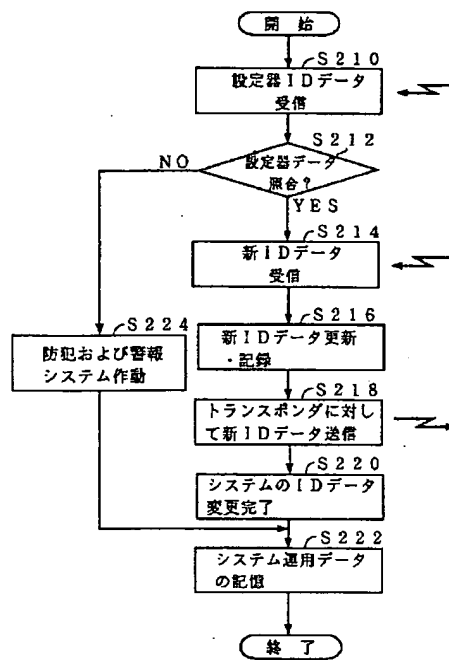 開始
S210
設定器IDデータ
受信
S212
NO
設定器データ
照合?
YES
S214
新IDデータ
受信
S216
新IDデータ更新
・記録
S224
防犯および警報
システム作動
S218
トランスポンダに対し
て新IDデータ送信
S220
システムのIDデータ
変更完了
S222
システム運用データ
の記憶
終了